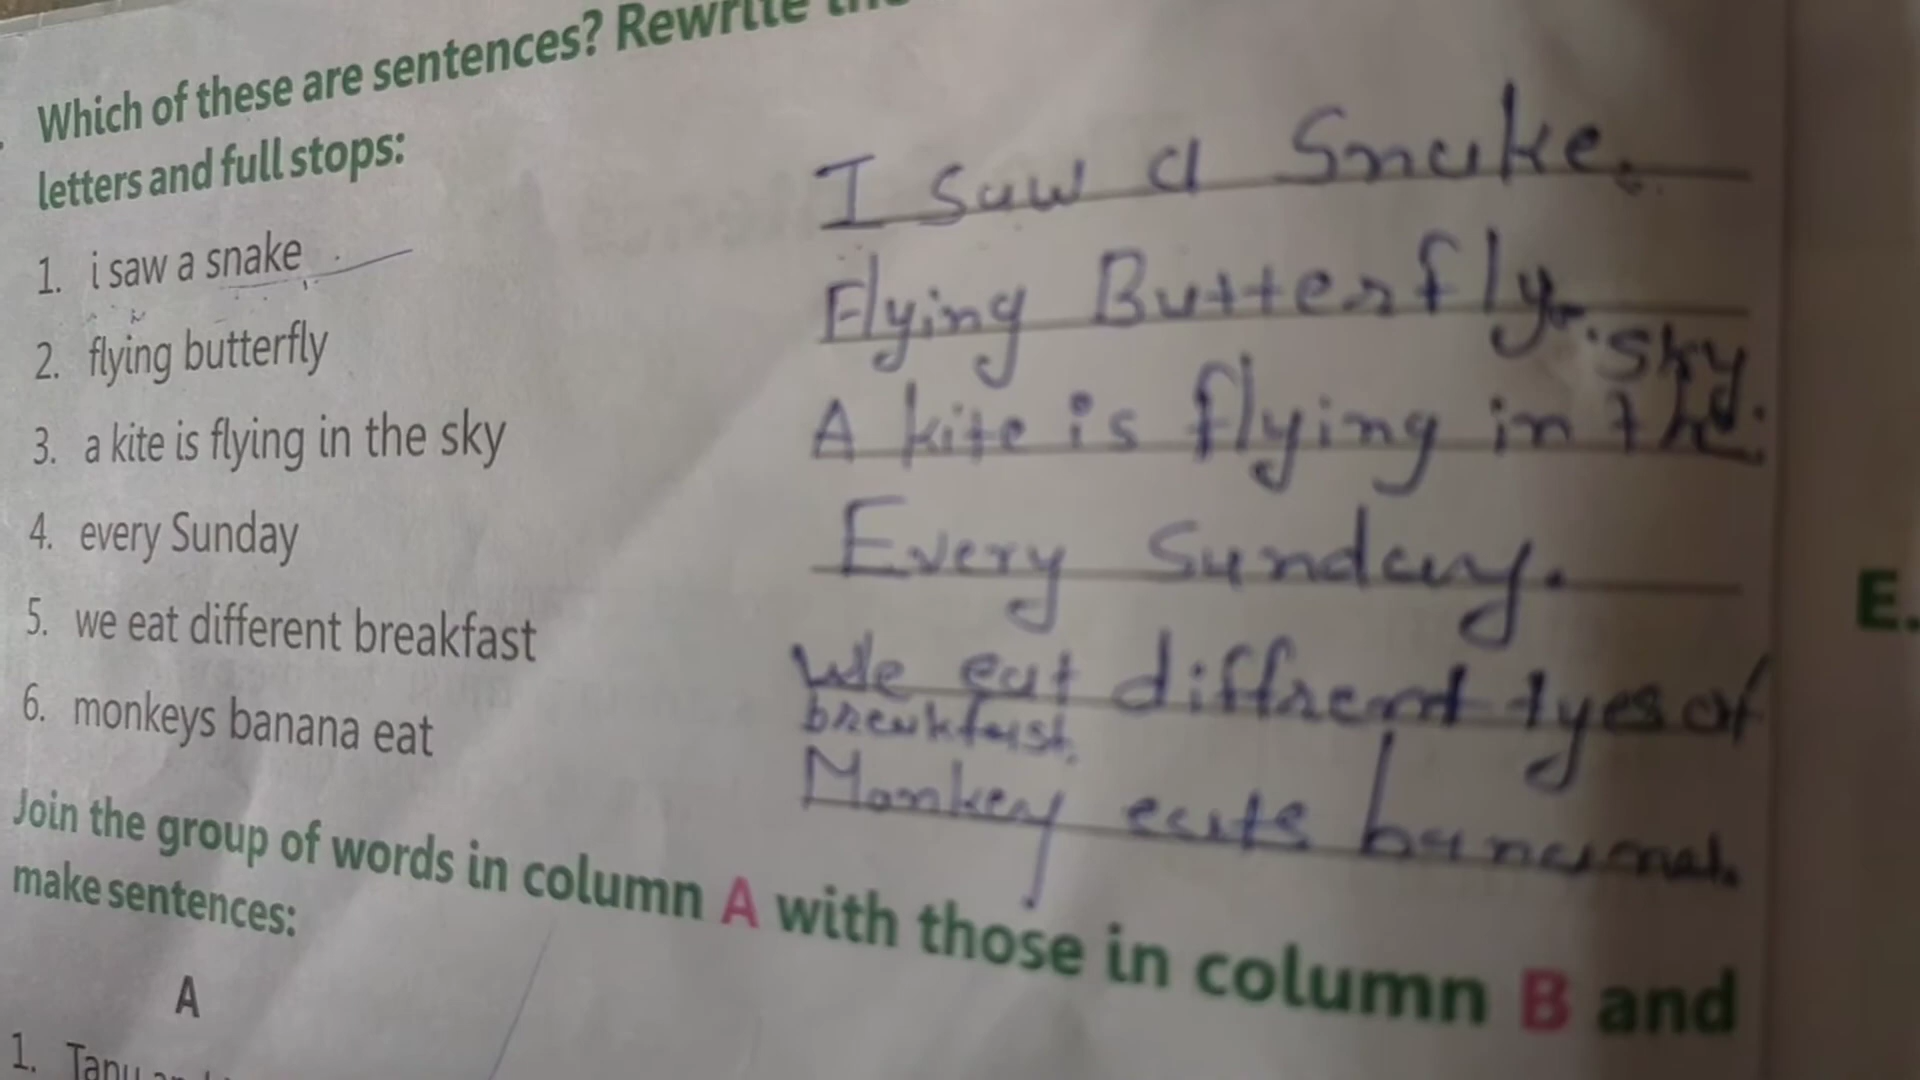 Which of these are sentences? Rewrite the
letters and full stops:
1. i saw a snake
I Saw a Snake.
2. flying butterfly
Flying Butterfly.
3. a kite is flying in the sky
A kite is flying in the sky.
4. every Sunday
Every Sunday.
5. we eat different breakfast
We eat diffrent tyes of
breakfast.
6. monkeys banana eat
Monkey eats
Join the group of words in column A with those in column B and
make sentences:
A
1. Tanu
E.